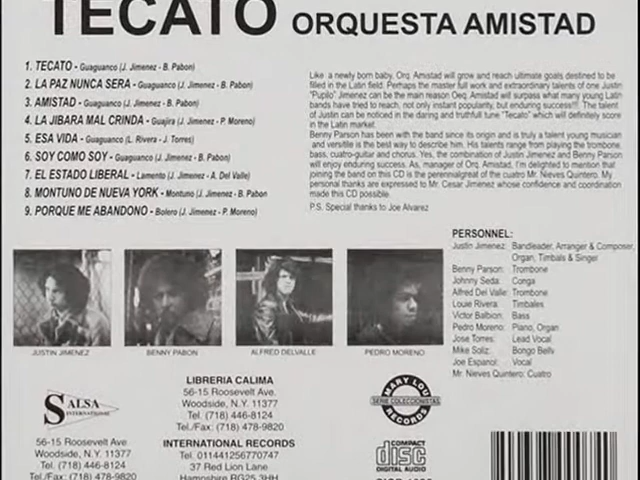 TECATO ORQUESTA AMISTAD
1. TECATO - Guaguanco (J. Jimenez - B. Pabon)
2. LA PAZ NUNCA SERA - Guaguanco (J. Jimenez - B. Pabon)
3. AMISTAD - Guaguanco (J. Jimenez - B. Pabon)
4. LA JIBARA MAL CRINDA - Guajira (J. Jimenez - P. Moreno)
5. ESA VIDA - Guaguanco (L. Rivera - J. Torres)
6. SOY COMO SOY - Guaguanco (J. Jimenez - B. Pabon)
7. EL ESTADO LIBERAL - Lamento (J. Jimenez - A. Del Valle)
8. MONTUNO DE NUEVA YORK - Montuno (J. Jimenez - B. Pabon
9. PORQUE ME ABANDONO - Bolero (J. Jimenez - P. Moreno)
Like a newly born baby, Orq. Amistad will grow and reach ultimate goals destined to be
filled in the Latin field. Perhaps the master full work and extraordinary talents of one Justin
"Pupilo" Jimenez can be the main reason Oeq. Amistad will surpass what many young Latin
bands have tried to reach, not only instant popularity, but enduring success!!!. The talent
of Justin can be noticed in the daring and truthfull tune "Tecato" which will definitely score
in the Latin market.
Benny Parson has been with the band since its origin and is truly a talent young musician
and versitile is the best way to describe him. His talents range from playing the trombone,
bass, cuatro-guitar and chorus. Yes, the combination of Justin Jimenez and Benny Parson
will enjoy enduring success. As, manager of Orq. Amistad, I'm delighted to mention that
joining the band on this CD is the perennialgreat of the cuatro Mr. Nieves Quintero. My
personal thanks are expressed to Mr. Cesar Jimenez whose confidence and coordination
made this CD possible.
P.S. Special thanks to Joe Alvarez
PERSONNEL:
Justin Jimenez: Bandleader, Arranger & Composer,
Organ, Timbals & Singer
Benny Parson: Trombone
Johnny Seda: Conga
Alfred Del Valle: Trombone
Louie Rivera: Timbales
Victor Balbion: Bass
Pedro Moreno: Piano, Organ
Jose Torres: Lead Vocal
Mike Soliz: Bongo Bells
Joe Espanol: Vocal
Mr. Nieves Quintero: Cuatro
JUSTIN JIMENEZ
BENNY PABON
ALFRED DELVALLE
PEDRO MORENO
SALSA
INTERNATIONAL
56-15 Roosevelt Ave
Woodside, N.Y. 11377
Tel. (718) 446-8124
Tel./Fax: (718) 478-9820
LIBRERIA CALIMA
56-15 Roosevelt Ave.
Woodside, N.Y. 11377
Tel. (718) 446-8124
Tel./Fax: (718) 478-9820
INTERNATIONAL RECORDS
Tel. 011441256770747
37 Red Lion Lane
Hampshire RG25 3HH
MARY LOU
SERIE COLECCIONISTAS
RECORDS
COMPACT
disc
DIGITAL AUDIO